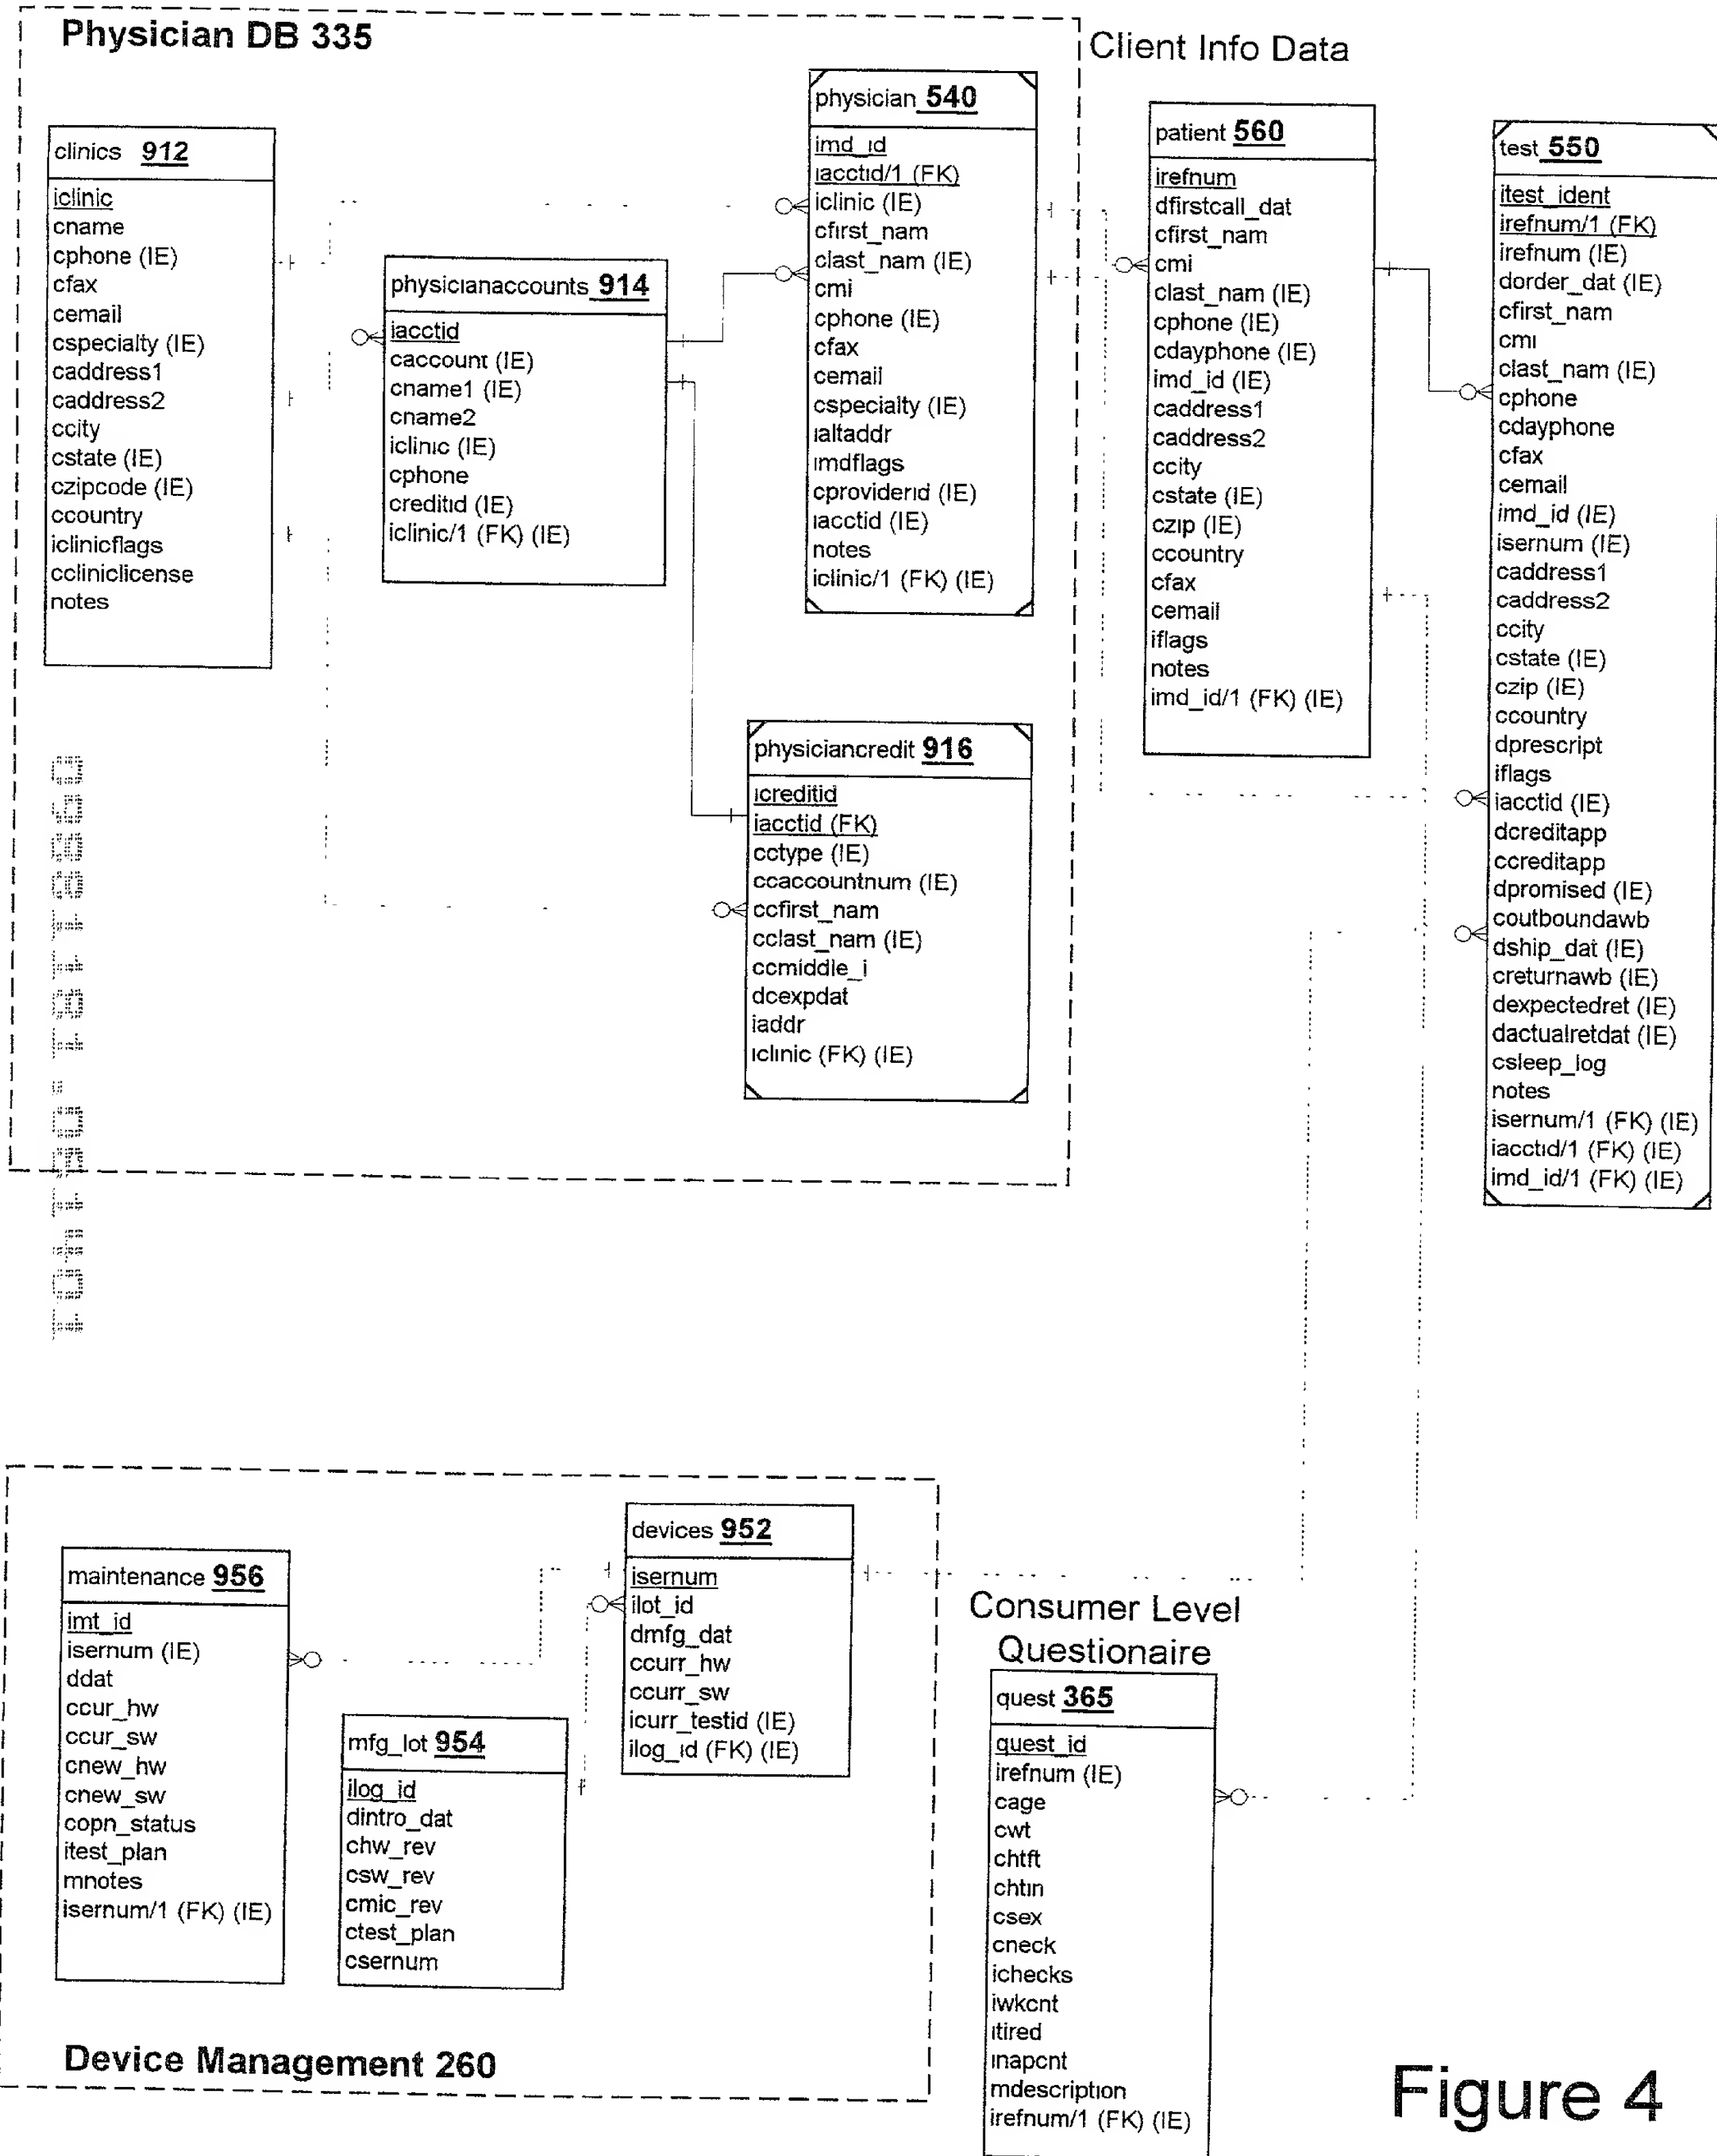 Physician DB 335
Client Info Data
clinics 912
iclinic
cname
cphone (IE)
cfax
cemail
cspecialty (IE)
caddress1
caddress2
ccity
cstate (IE)
czipcode (IE)
ccountry
iclinicflags
ccliniclicense
notes
physicianaccounts 914
iacctid
caccount (IE)
cname1 (IE)
cname2
iclinic (IE)
cphone
creditid (IE)
iclinic/1 (FK) (IE)
physician 540
imd_id
iacctid/1 (FK)
iclinic (IE)
cfirst_nam
clast_nam (IE)
cmi
cphone (IE)
cfax
cemail
cspecialty (IE)
ialtaddr
imdflags
cproviderid (IE)
iacctid (IE)
notes
iclinic/1 (FK) (IE)
physiciancredit 916
icreditid
iacctid (FK)
cctype (IE)
ccaccountnum (IE)
ccfirst_nam
cclast_nam (IE)
ccmiddle_i
dcexpdat
iaddr
iclinic (FK) (IE)
patient 560
irefnum
dfirstcall_dat
cfirst_nam
cmi
clast_nam (IE)
cphone (IE)
cdayphone (IE)
imd_id (IE)
caddress1
caddress2
ccity
cstate (IE)
czip (IE)
ccountry
cfax
cemail
iflags
notes
imd_id/1 (FK) (IE)
test 550
itest_ident
irefnum/1 (FK)
irefnum (IE)
dorder_dat (IE)
cfirst_nam
cmi
clast_nam (IE)
cphone
cdayphone
cfax
cemail
imd_id (IE)
isernum (IE)
caddress1
caddress2
ccity
cstate (IE)
czip (IE)
ccountry
dprescript
iflags
iacctid (IE)
dcreditapp
ccreditapp
dpromised (IE)
coutboundawb
dship_dat (IE)
creturnawb (IE)
dexpectedret (IE)
dactualretdat (IE)
csleep_log
notes
isernum/1 (FK) (IE)
iacctid/1 (FK) (IE)
imd_id/1 (FK) (IE)
maintenance 956
imt_id
isernum (IE)
ddat
ccur_hw
ccur_sw
cnew_hw
cnew_sw
copn_status
itest_plan
mnotes
isernum/1 (FK) (IE)
mfg_lot 954
ilog_id
dintro_dat
chw_rev
csw_rev
cmic_rev
ctest_plan
csernum
devices 952
isernum
ilot_id
dmfg_dat
ccurr_hw
ccurr_sw
icurr_testid (IE)
ilog_id (FK) (IE)
Device Management 260
Consumer Level
Questionaire
quest 365
quest_id
irefnum (IE)
cage
cwt
chtft
chtin
csex
cneck
ichecks
iwkcnt
itired
inapcnt
mdescription
irefnum/1 (FK) (IE)
Figure 4